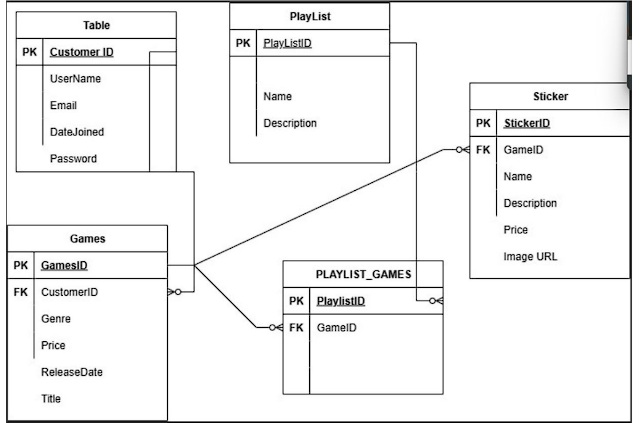 Table
PK Customer ID
UserName
Email
DateJoined
Password
PlayList
PK PlayListID
Name
Description
Sticker
PK StickerID
FK GameID
Name
Description
Price
Image URL
Games
PK GamesID
FK CustomerID
Genre
Price
ReleaseDate
Title
PLAYLIST_GAMES
PK PlaylistID
FK GameID